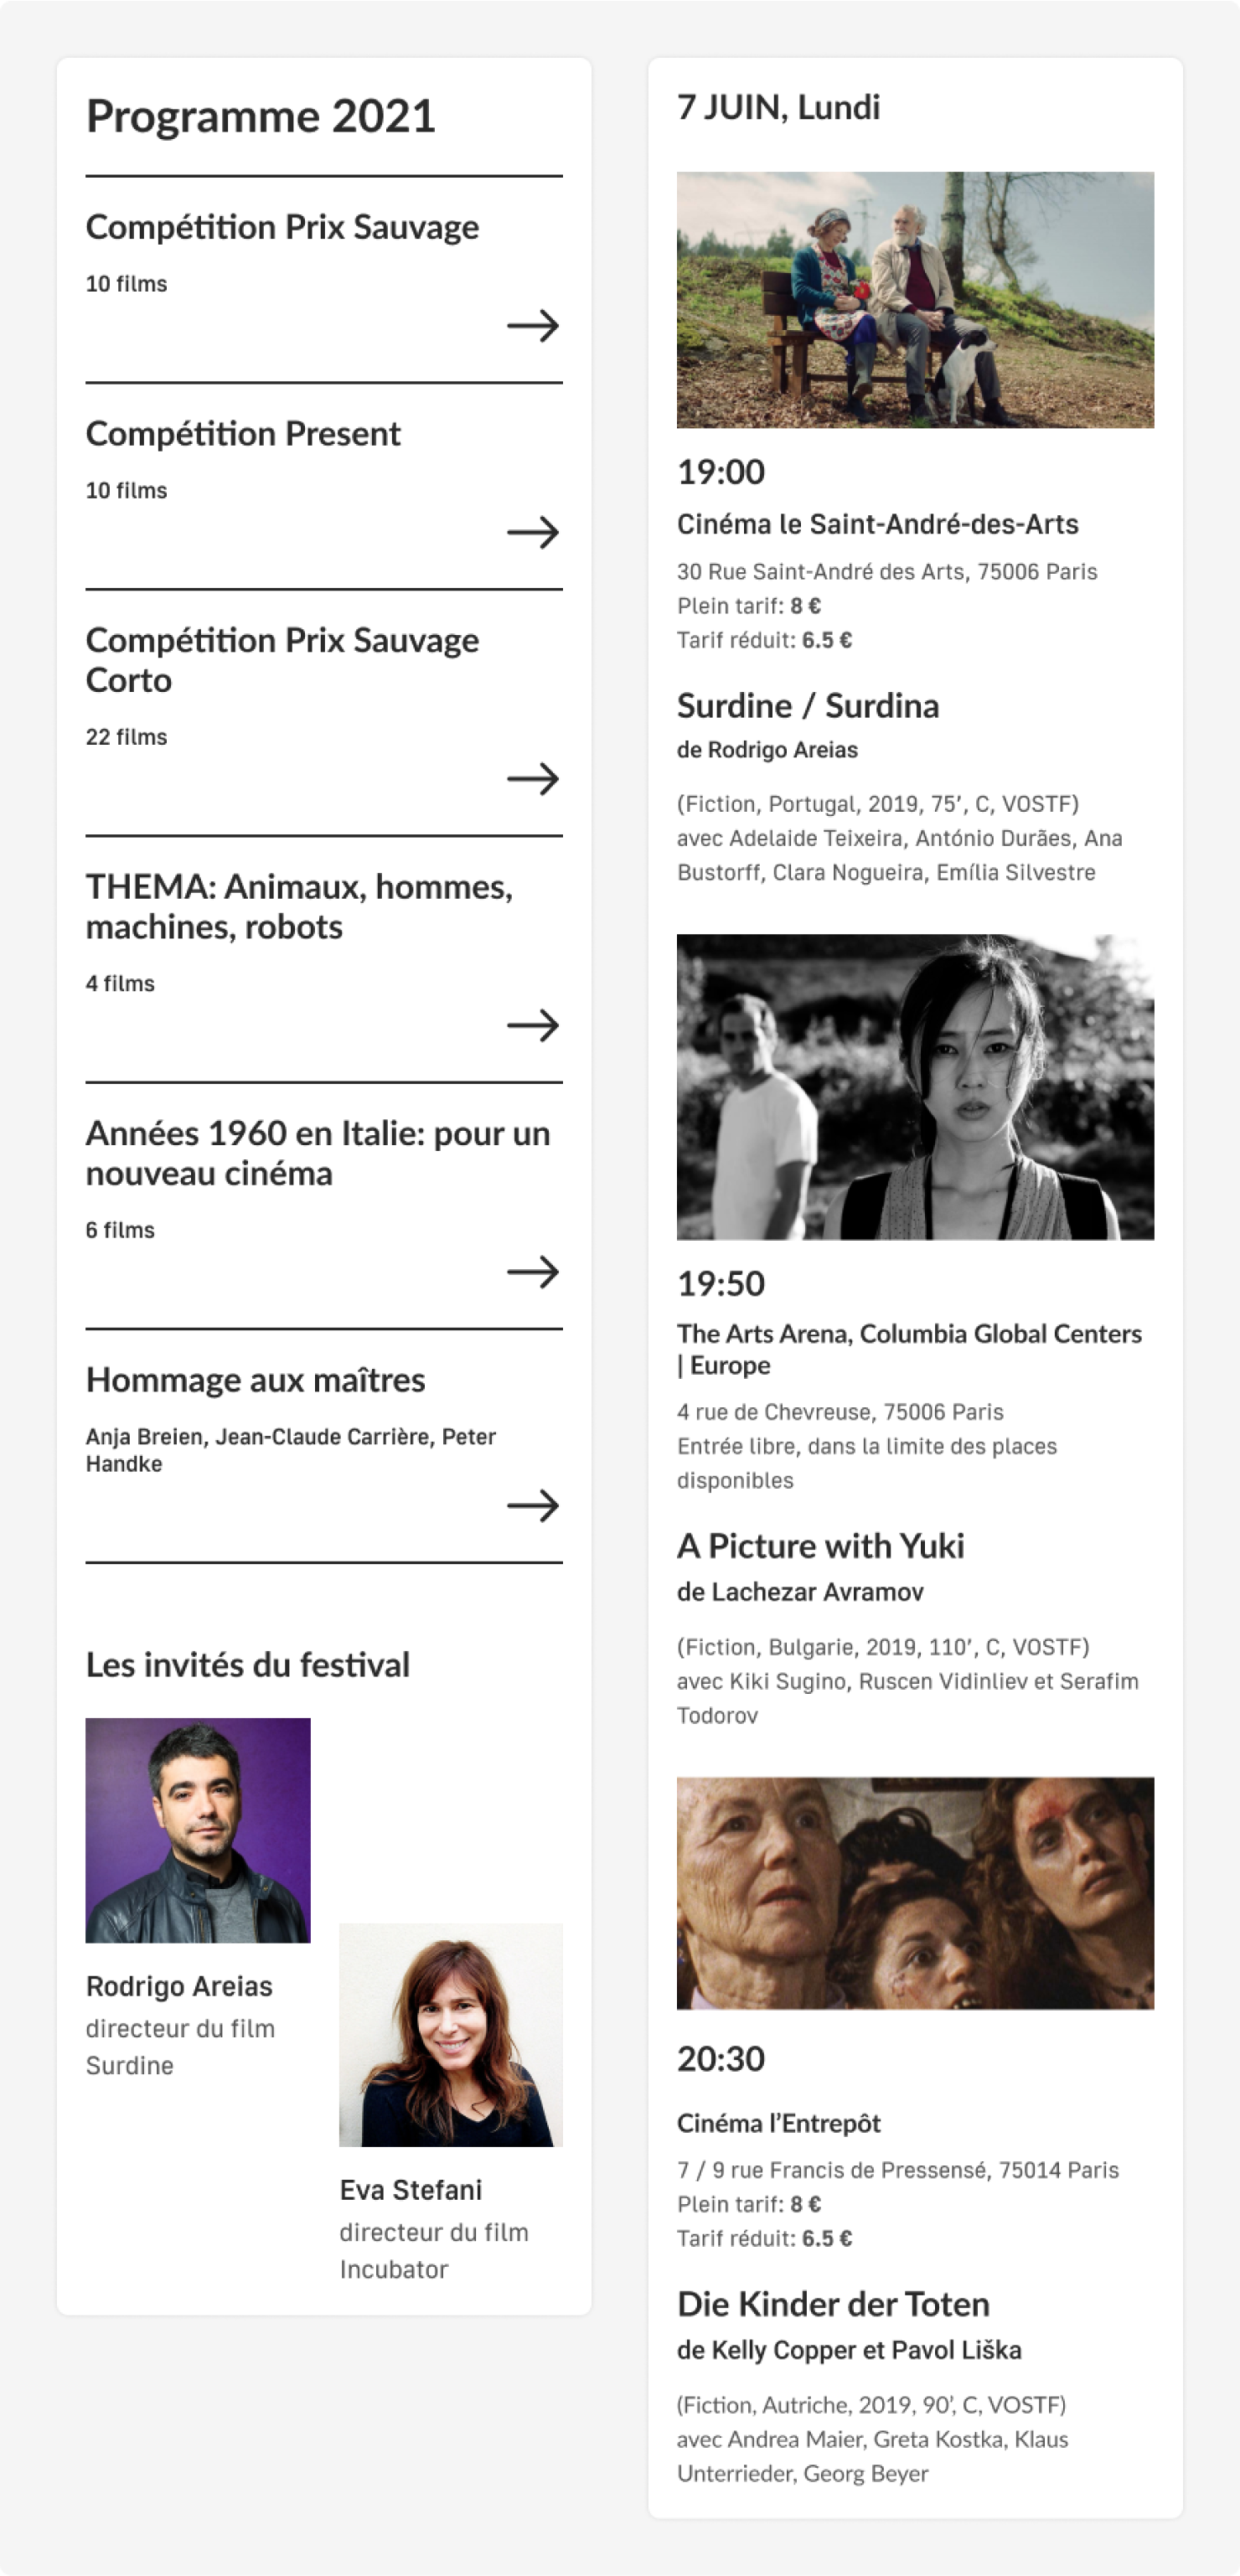 Programme 2021
Compétition Prix Sauvage
10 films
Compétition Present
10 films
Compétition Prix Sauvage
Corto
22 films
THEMA: Animaux, hommes,
machines, robots
4 films
Années 1960 en Italie: pour un
nouveau cinéma
6 films
Hommage aux maîtres
Anja Breien, Jean-Claude Carrière, Peter
Handke
Les invités du festival
Rodrigo Areias
directeur du film
Surdine
Eva Stefani
directeur du film
Incubator
7 JUIN, Lundi
19:00
Cinéma le Saint-André-des-Arts
30 Rue Saint-André des Arts, 75006 Paris
Plein tarif: 8 €
Tarif réduit: 6.5 €
Surdine / Surdina
de Rodrigo Areias
(Fiction, Portugal, 2019, 75’, C, VOSTF)
avec Adelaide Teixeira, António Durães, Ana
Bustorff, Clara Nogueira, Emília Silvestre
19:50
The Arts Arena, Columbia Global Centers
| Europe
4 rue de Chevreuse, 75006 Paris
Entrée libre, dans la limite des places
disponibles
A Picture with Yuki
de Lachezar Avramov
(Fiction, Bulgarie, 2019, 110’, C, VOSTF)
avec Kiki Sugino, Ruscen Vidinliev et Serafim
Todorov
20:30
Cinéma l’Entrepôt
7 / 9 rue Francis de Pressensé, 75014 Paris
Plein tarif: 8 €
Tarif réduit: 6.5 €
Die Kinder der Toten
de Kelly Copper et Pavol Liška
(Fiction, Autriche, 2019, 90’, C, VOSTF)
avec Andrea Maier, Greta Kostka, Klaus
Unterrieder, Georg Beyer